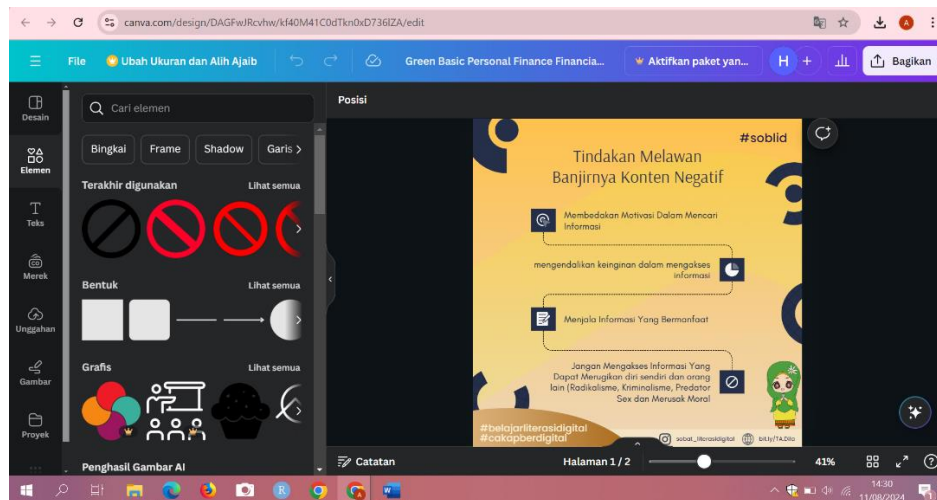 canva.com/design/DAGFwJRcvhw/kf40M41C0dTkn0xD736lZA/edit
A
File
Ubah Ukuran dan Alih Ajaib
Green Basic Personal Finance Financia...
Aktifkan paket yan...
H
+
Bagikan
Desain
Elemen
Teks
Merek
Unggahan
Gambar
Proyek
Cari elemen
Bingkai
Frame
Shadow
Garis
Terakhir digunakan
Lihat semua
Bentuk
Lihat semua
Grafis
Lihat semua
Penghasil Gambar AI
Posisi
#soblid
Tindakan Melawan
Banjirnya Konten Negatif
Membedakan Motivasi Dalam Mencari
Informasi
mengendalikan keinginan dalam mengakses
informasi
Menjala Informasi Yang Bermanfaat
Jangan Mengakses Informasi Yang
Dapat Merugikan diri sendiri dan orang
lain (Radikalisme, Kriminalisme, Predator
Sex dan Merusak Moral
#belajarliterasidigital
#cakapberdigital
sobat_literasidigital
bit.ly/TA.Dila
Catatan
Halaman 1 / 2
41%
14:30
11/08/2024